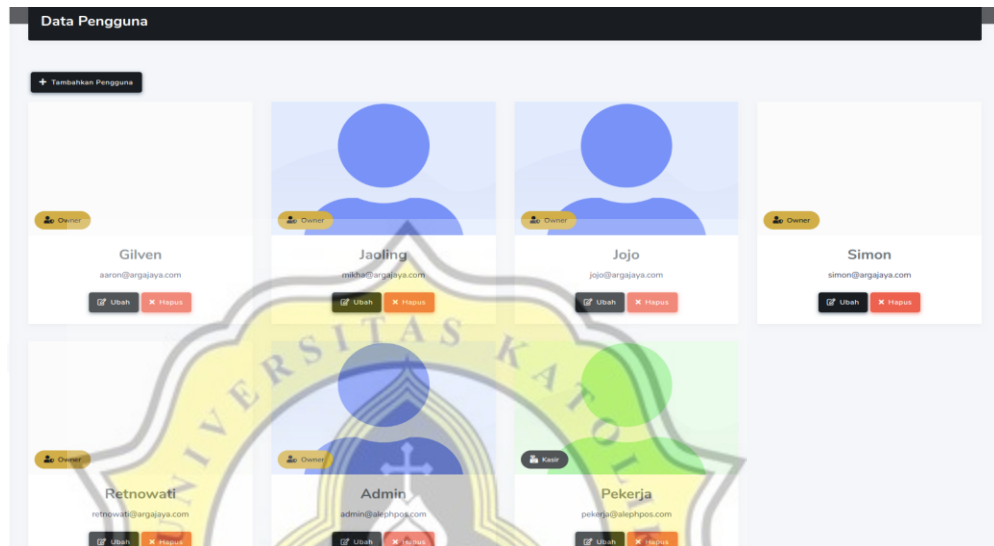 Data Pengguna
+ Tambahkan Pengguna
Owner Owner Owner Owner
Gilven Jaoling Jojo Simon
aaron@argajaya.com mikha@argajaya.com jojo@argajaya.com simon@argajaya.com
Ubah × Hapus Ubah × Hapus Ubah × Hapus Ubah × Hapus
Owner Owner Kasir
Retnowati Admin Pekerja
retnowati@argajaya.com admin@alephpos.com pekerja@alephpos.com
Ubah × Hapus Ubah × Hapus Ubah × Hapus
UNIVERSITAS KATOLIK